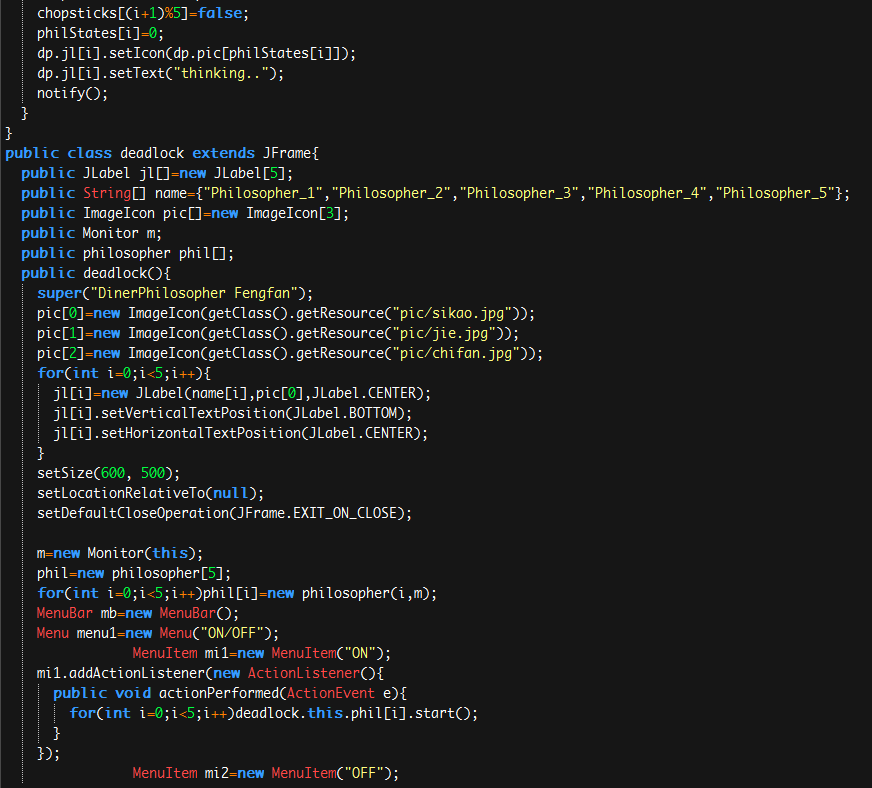 chopsticks[(i+1)%5]=false;
philStates[i]=0;
dp.jl[i].setIcon(dp.pic[philStates[i]]);
dp.jl[i].setText("thinking..");
notify();
}
}
public class deadlock extends JFrame{
public JLabel jl[]=new JLabel[5];
public String[] name={"Philosopher_1","Philosopher_2","Philosopher_3","Philosopher_4","Philosopher_5"};
public ImageIcon pic[]=new ImageIcon[3];
public Monitor m;
public philosopher phil[];
public deadlock(){
super("DinerPhilosopher Fengfan");
pic[0]=new ImageIcon(getClass().getResource("pic/sikao.jpg"));
pic[1]=new ImageIcon(getClass().getResource("pic/jie.jpg"));
pic[2]=new ImageIcon(getClass().getResource("pic/chifan.jpg"));
for(int i=0;i<5;i++){
jl[i]=new JLabel(name[i],pic[0],JLabel.CENTER);
jl[i].setVerticalTextPosition(JLabel.BOTTOM);
jl[i].setHorizontalTextPosition(JLabel.CENTER);
}
setSize(600, 500);
setLocationRelativeTo(null);
setDefaultCloseOperation(JFrame.EXIT_ON_CLOSE);
m=new Monitor(this);
phil=new philosopher[5];
for(int i=0;i<5;i++)phil[i]=new philosopher(i,m);
MenuBar mb=new MenuBar();
Menu menu1=new Menu("ON/OFF");
MenuItem mi1=new MenuItem("ON");
mi1.addActionListener(new ActionListener(){
public void actionPerformed(ActionEvent e){
for(int i=0;i<5;i++)deadlock.this.phil[i].start();
}
});
MenuItem mi2=new MenuItem("OFF");